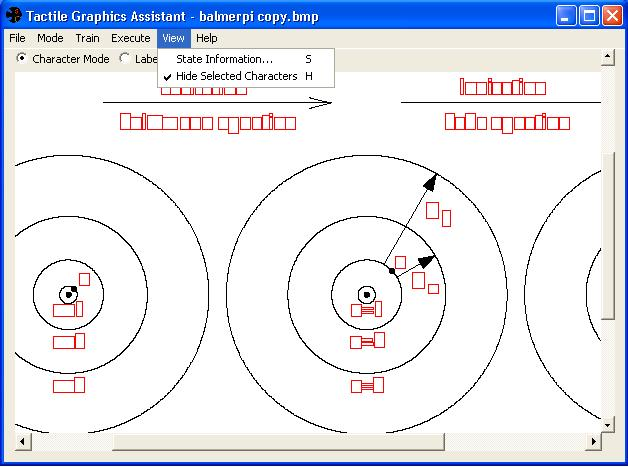 Tactile Graphics Assistant - balmerpi copy.bmp
File Mode Train Execute View Help
Character Mode Labe
State Information... S
Hide Selected Characters H